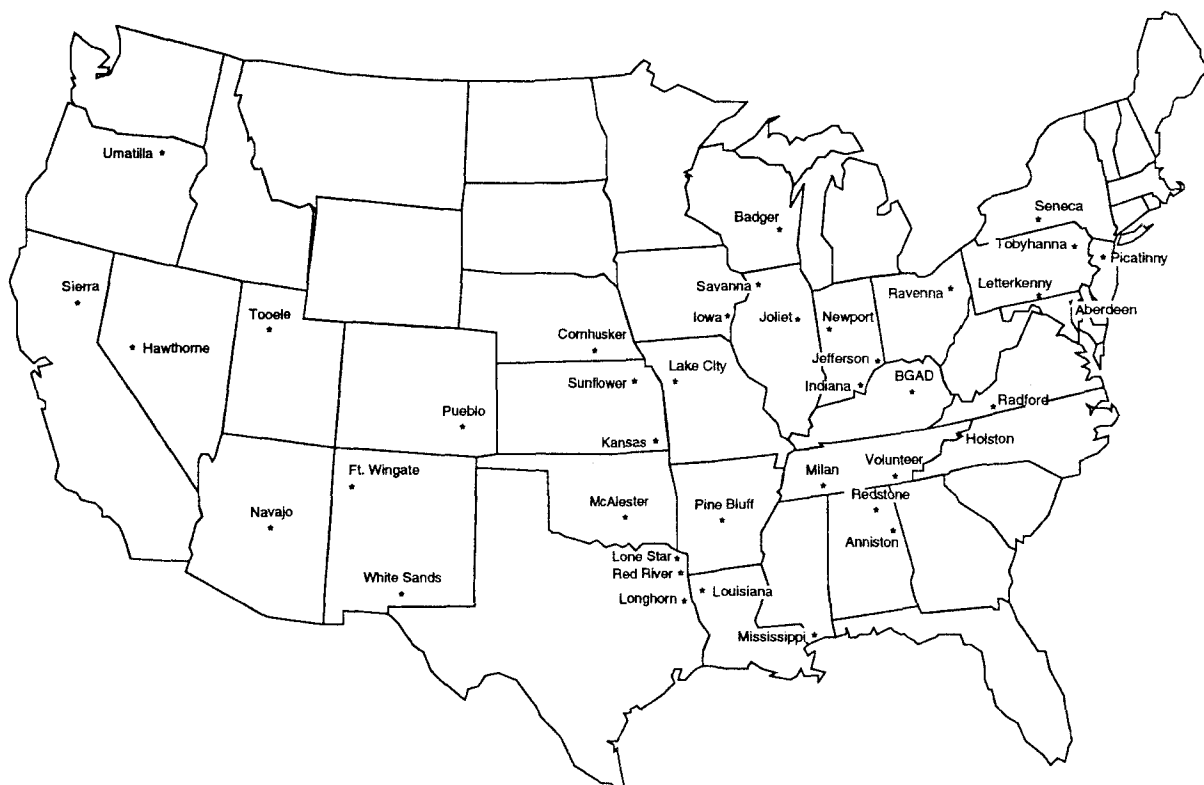 Umatilla
Seneca
Badger
Tobyhanna
Picatinny
Sierra
Savanna
Ravenna
Letterkenny
Tooele
Iowa
Joliet
Newport
Aberdeen
Hawthorne
Cornhusker
Jefferson
Lake City
Sunflower
Indiana
BGAD
Pueblo
Radford
Kansas
Holston
Ft. Wingate
Milan
Volunteer
Navajo
McAlester
Pine Bluff
Redstone
Anniston
Lone Star
Red River
White Sands
Longhorn
Louisiana
Mississippi